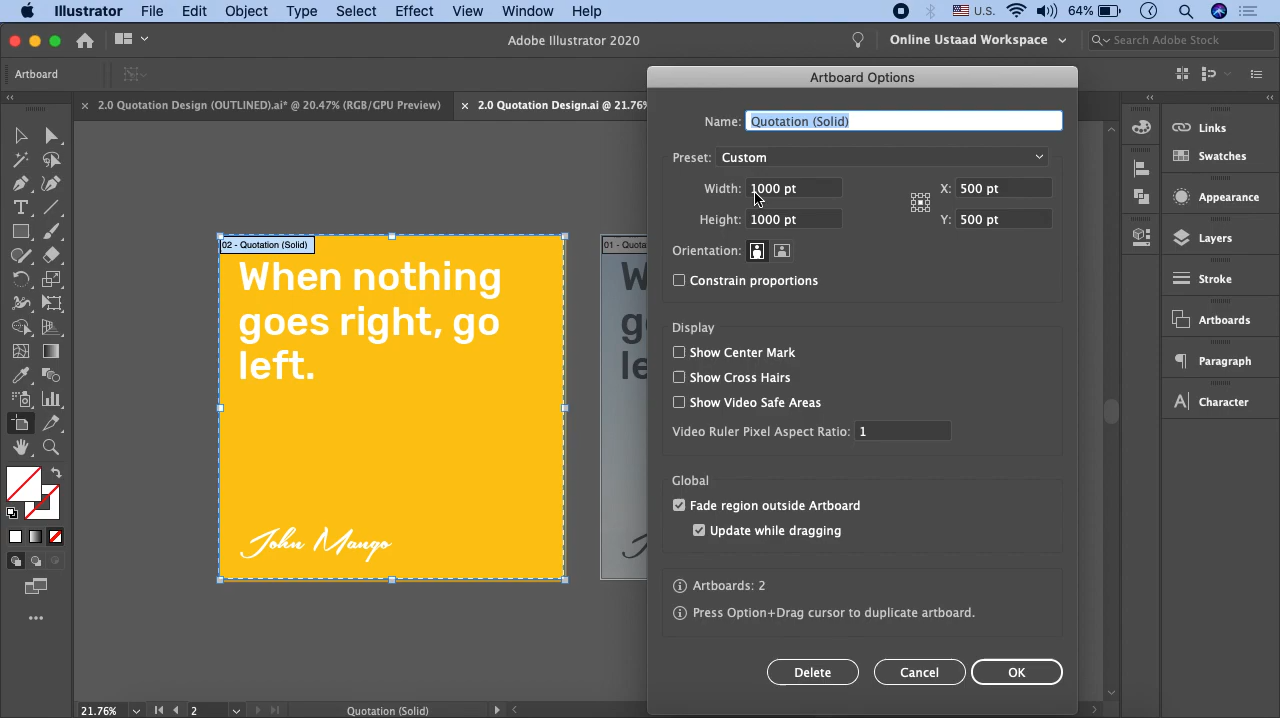 Illustrator File Edit Object Type Select Effect View Window Help
U.S. 64%
Adobe Illustrator 2020
Online Ustaad Workspace
Search Adobe Stock
Artboard
Artboard Options
× 2.0 Quotation Design (OUTLINED).ai* @ 20.47% (RGB/GPU Preview)
× 2.0 Quotation Design.ai @ 21.76%
Name: Quotation (Solid)
Preset: Custom
Width: 1000 pt
X: 500 pt
Height: 1000 pt
Y: 500 pt
Orientation:
Constrain proportions
Display
Show Center Mark
Show Cross Hairs
Show Video Safe Areas
Video Ruler Pixel Aspect Ratio: 1
Global
Fade region outside Artboard
Update while dragging
Artboards: 2
Press Option+Drag cursor to duplicate artboard.
Delete
Cancel
OK
02 - Quotation (Solid)
When nothing
goes right, go
left.
John Mango
01 - Quota
W
g
le
Links
Swatches
Appearance
Layers
Stroke
Artboards
Paragraph
Character
21.76%
2
Quotation (Solid)